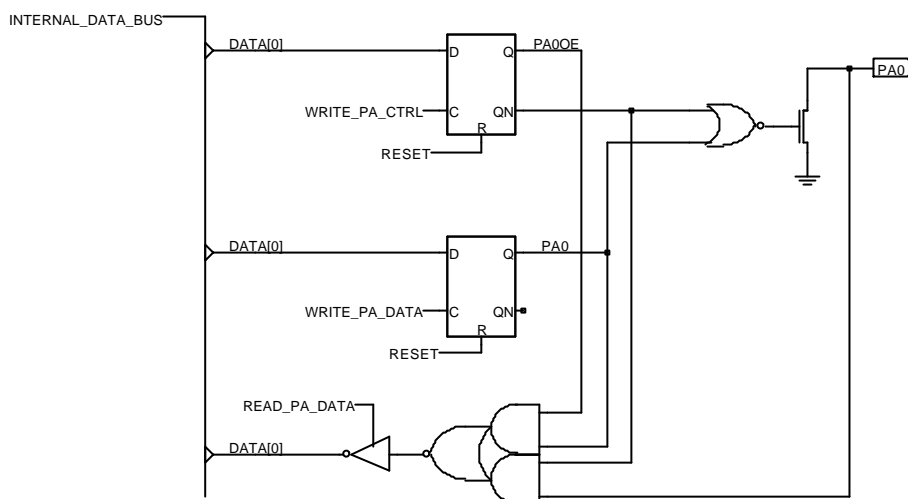 INTERNAL_DATA_BUS
DATA[0]
D
Q
PA0OE
PA0
WRITE_PA_CTRL
C
QN
R
RESET
DATA[0]
D
Q
PA0
WRITE_PA_DATA
C
QN
R
RESET
READ_PA_DATA
DATA[0]